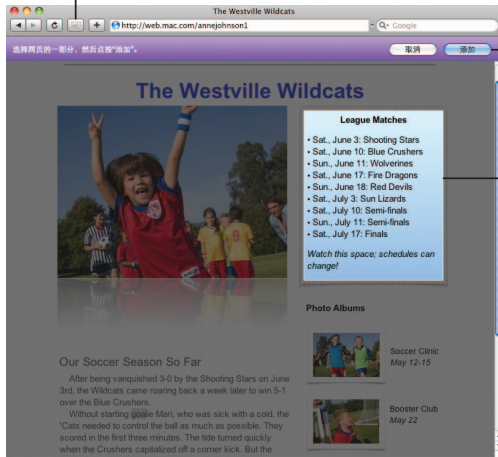 The Westville Wildcats
http://web.mac.com/annejohnson1
Google
选择网页的一部分，然后点按“添加”。
取消
添加
The Westville Wildcats
League Matches
• Sat., June 3: Shooting Stars
• Sat., June 10: Blue Crushers
• Sun., June 11: Wolverines
• Sat., June 17: Fire Dragons
• Sun., June 18: Red Devils
• Sat., July 3: Sun Lizards
• Sat., July 10: Semi-finals
• Sun., July 11: Semi-finals
• Sat., July 17: Finals
Watch this space; schedules can
change!
Photo Albums
Soccer Clinic
May 12-15
Booster Club
May 22
Our Soccer Season So Far
After being vanquished 3-0 by the Shooting Stars on June
3rd, the Wildcats came roaring back a week later to win 5-1
over the Blue Crushers.
Without starting goalie Mari, who was sick with a cold, the
'Cats needed to control the ball as much as possible. They
scored in the first three minutes. The tide turned quickly
when the Crushers capitalized off a corner kick. But the